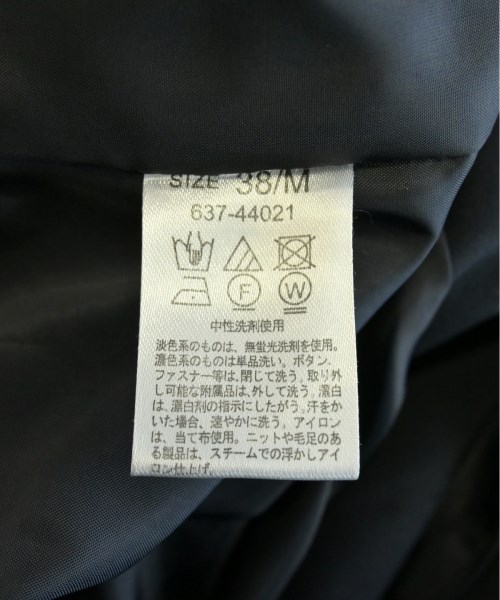 SIZE 38/M
637-44021
F W
中性洗剤使用
淡色系のものは、無蛍光洗剤を使用。
濃色系のものは単品洗い。ボタン、
ファスナー等は、閉じて洗う。取り外
し可能な附属品は、外して洗う。漂白
は、漂白剤の指示にしたがう。汗をか
いた場合、速やかに洗う。アイロン
は、当て布使用。ニットや毛足のあ
る製品は、スチームでの浮かしアイ
ロン仕上げ。